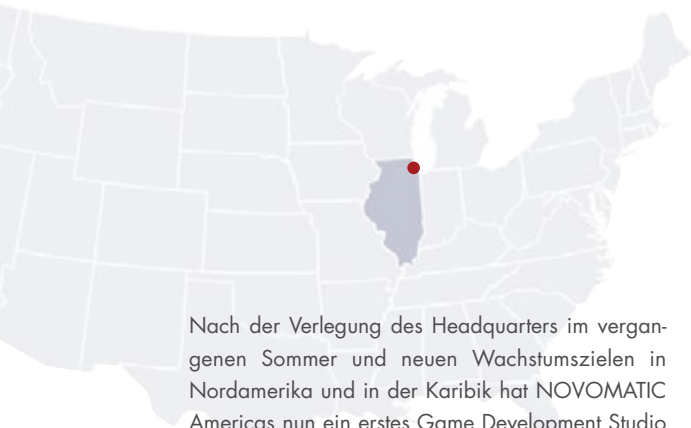 Nach der Verlegung des Headquarters im vergan-
genen Sommer und neuen Wachstumszielen in
Nordamerika und in der Karibik hat NOVOMATIC
Americas nun ein erstes Game Development Studio